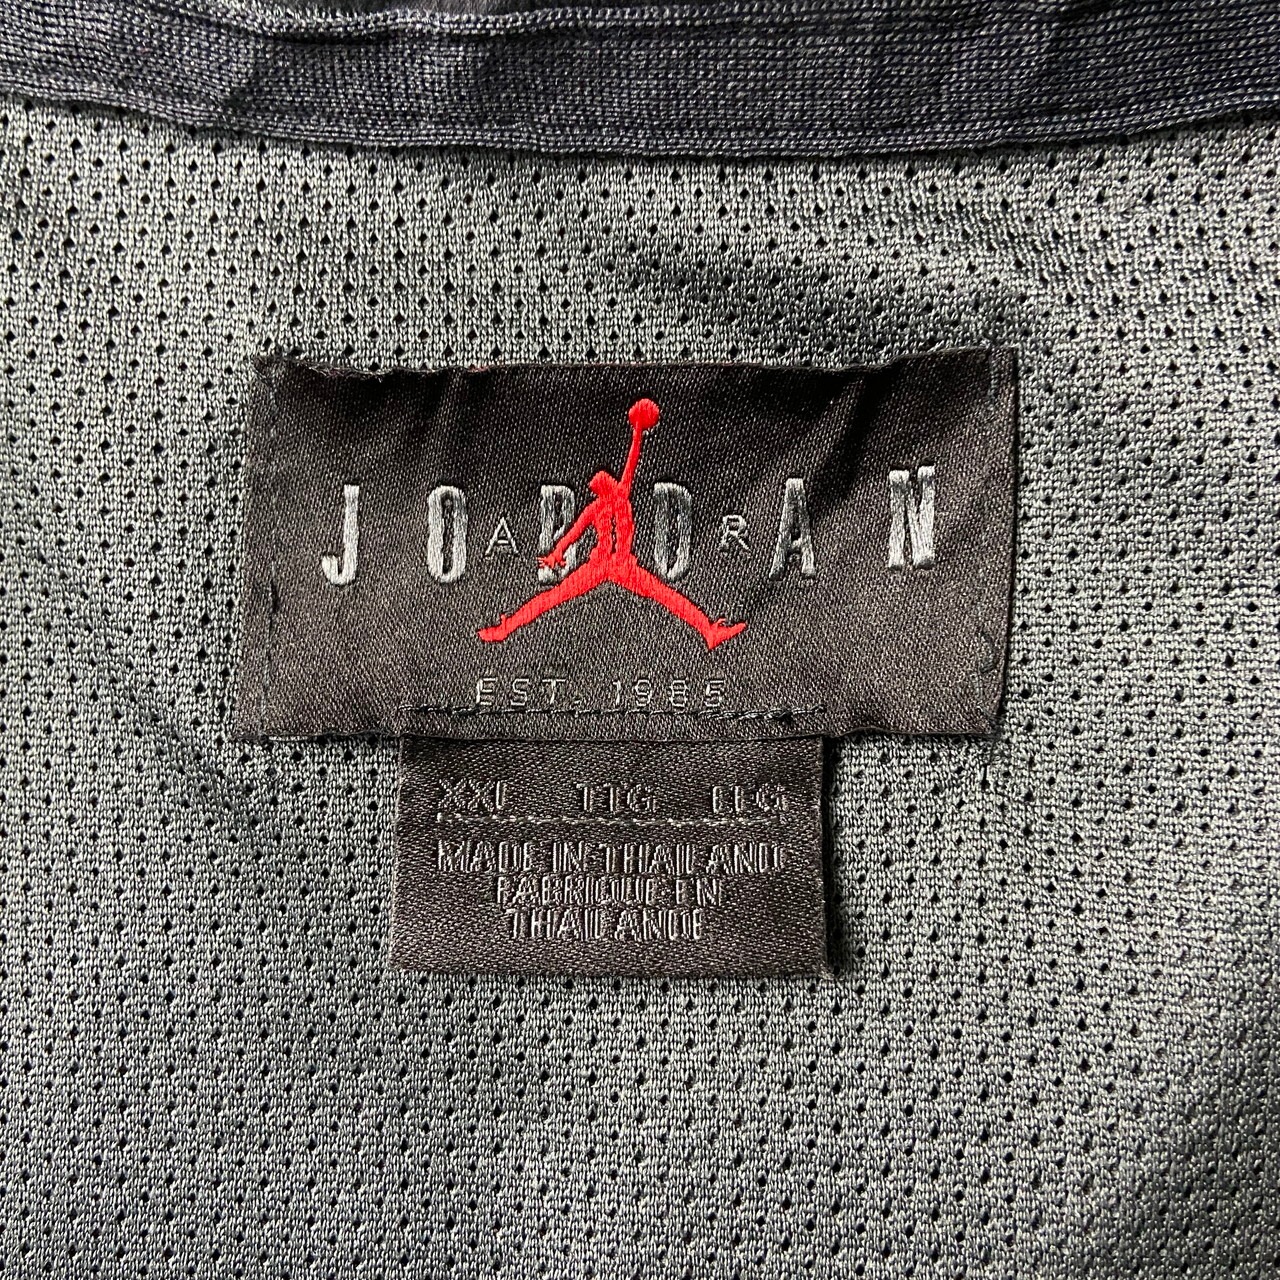 JORDAN
AIR
EST. 1985
XXL TTG EEG
MADE IN THAILAND
FABRIQUE EN
THAILANDE